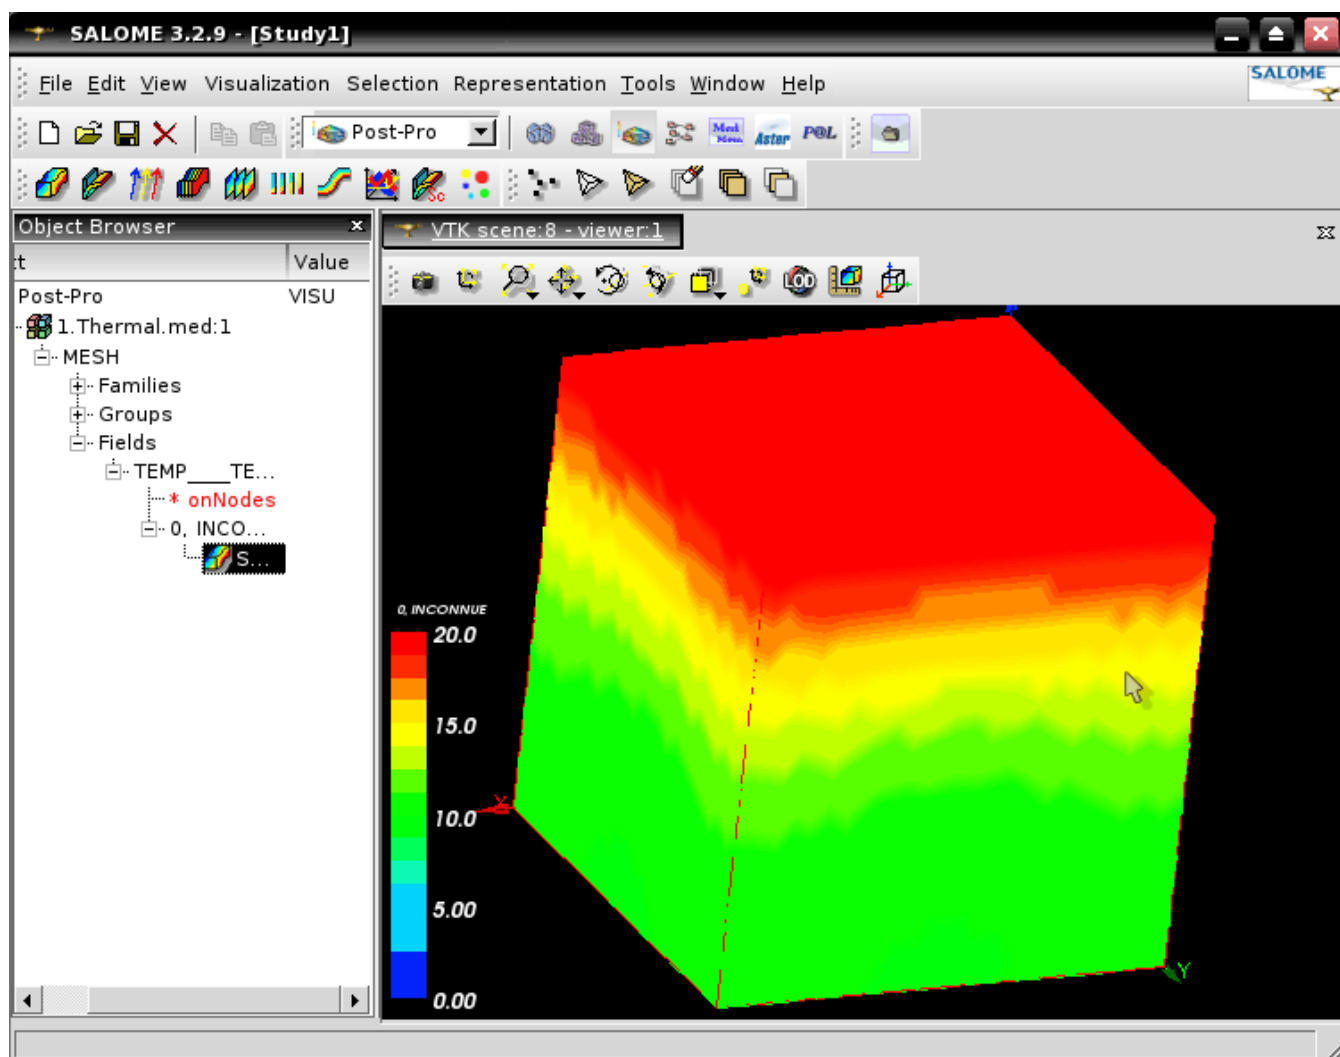 SALOME 3.2.9 - [Study1]
File Edit View Visualization Selection Representation Tools Window Help
SALOME
Post-Pro
Aster
P@L
Object Browser
VTK scene:8 - viewer:1
:t Value
Post-Pro VISU
1.Thermal.med:1
MESH
Families
Groups
Fields
TEMP____TE...
* onNodes
0, INCO...
S...
LOD
0, INCONNUE
20.0
15.0
10.0
5.00
0.00
X
Y